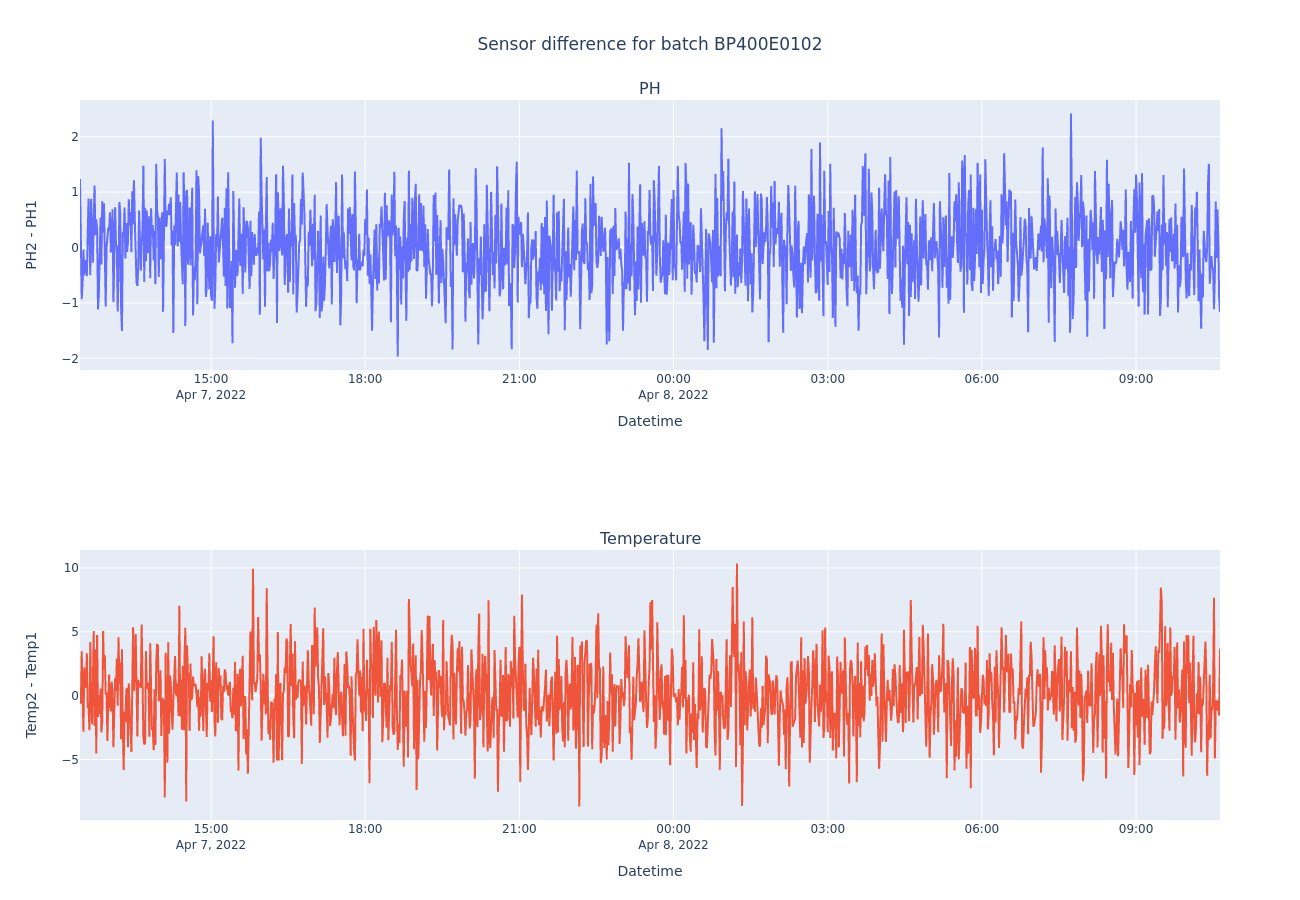 Sensor difference for batch BP400E0102
PH
PH2 - PH1
2
1
0
−1
−2
15:00 18:00 21:00 00:00 03:00 06:00 09:00
Apr 7, 2022 Apr 8, 2022
Datetime
Temperature
Temp2 - Temp1
10
5
0
−5
15:00 18:00 21:00 00:00 03:00 06:00 09:00
Apr 7, 2022 Apr 8, 2022
Datetime